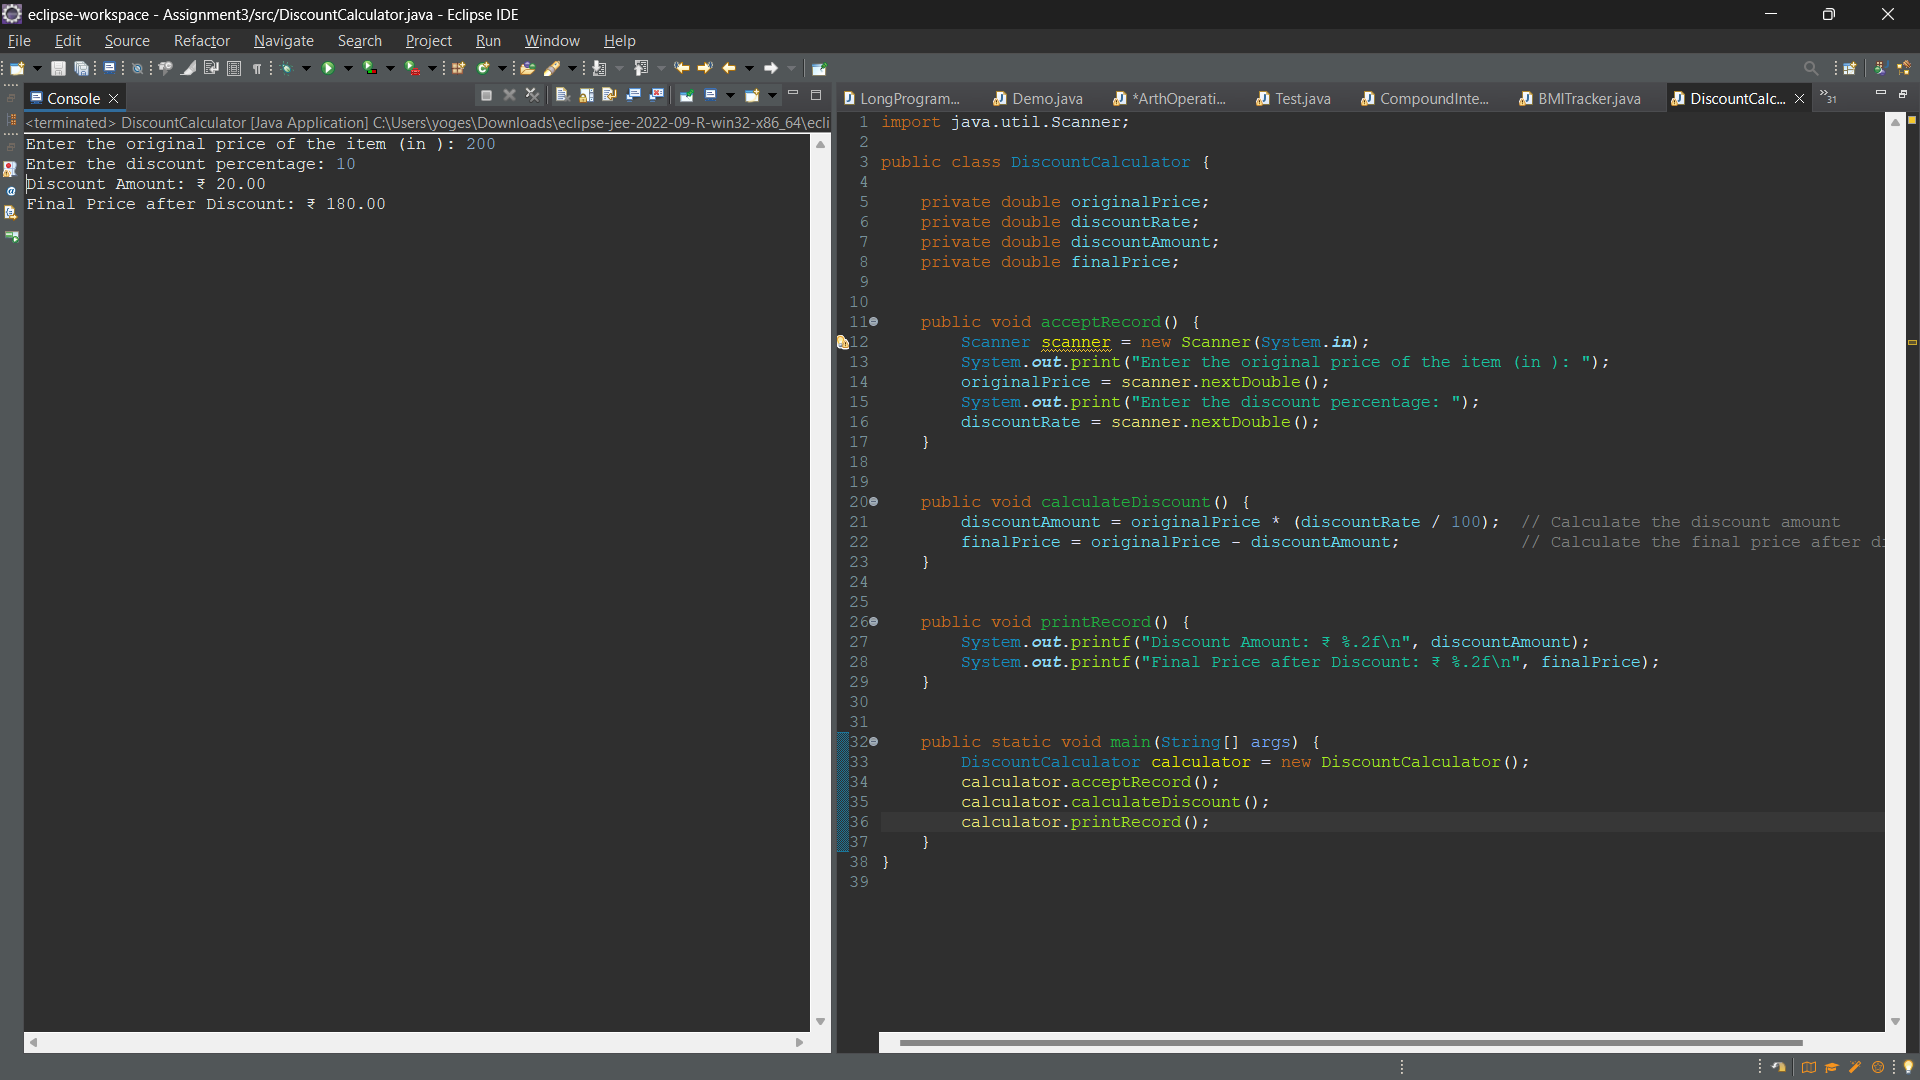 eclipse-workspace - Assignment3/src/DiscountCalculator.java - Eclipse IDE
File Edit Source Refactor Navigate Search Project Run Window Help
Console
<terminated> DiscountCalculator [Java Application] C:\Users\yoges\Downloads\eclipse-jee-2022-09-R-win32-x86_64\ecli
Enter the original price of the item (in ): 200
Enter the discount percentage: 10
Discount Amount: ₹ 20.00
Final Price after Discount: ₹ 180.00
LongProgram... Demo.java *ArthOperati... Test.java CompoundInte... BMITracker.java DiscountCalc... »31
1 import java.util.Scanner;
2
3 public class DiscountCalculator {
4
5 private double originalPrice;
6 private double discountRate;
7 private double discountAmount;
8 private double finalPrice;
9
10
11 public void acceptRecord() {
12 Scanner scanner = new Scanner(System.in);
13 System.out.print("Enter the original price of the item (in ): ");
14 originalPrice = scanner.nextDouble();
15 System.out.print("Enter the discount percentage: ");
16 discountRate = scanner.nextDouble();
17 }
18
19
20 public void calculateDiscount() {
21 discountAmount = originalPrice * (discountRate / 100); // Calculate the discount amount
22 finalPrice = originalPrice - discountAmount; // Calculate the final price after di
23 }
24
25
26 public void printRecord() {
27 System.out.printf("Discount Amount: ₹ %.2f\n", discountAmount);
28 System.out.printf("Final Price after Discount: ₹ %.2f\n", finalPrice);
29 }
30
31
32 public static void main(String[] args) {
33 DiscountCalculator calculator = new DiscountCalculator();
34 calculator.acceptRecord();
35 calculator.calculateDiscount();
36 calculator.printRecord();
37 }
38 }
39